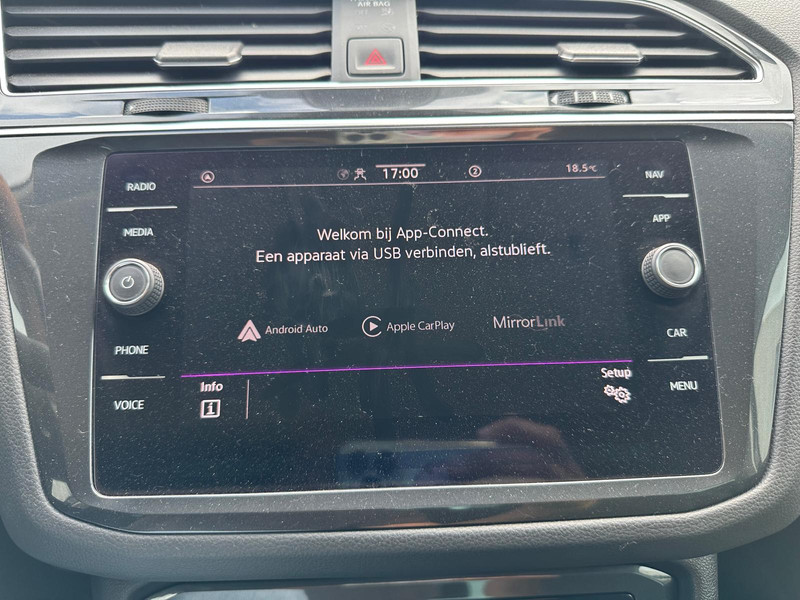 AIR BAG
RADIO
MEDIA
PHONE
VOICE
17:00
2
18.5°C
Welkom bij App-Connect.
Een apparaat via USB verbinden, alstublieft.
Android Auto
Apple CarPlay
MirrorLink
Info
i
Setup
NAV
APP
CAR
MENU